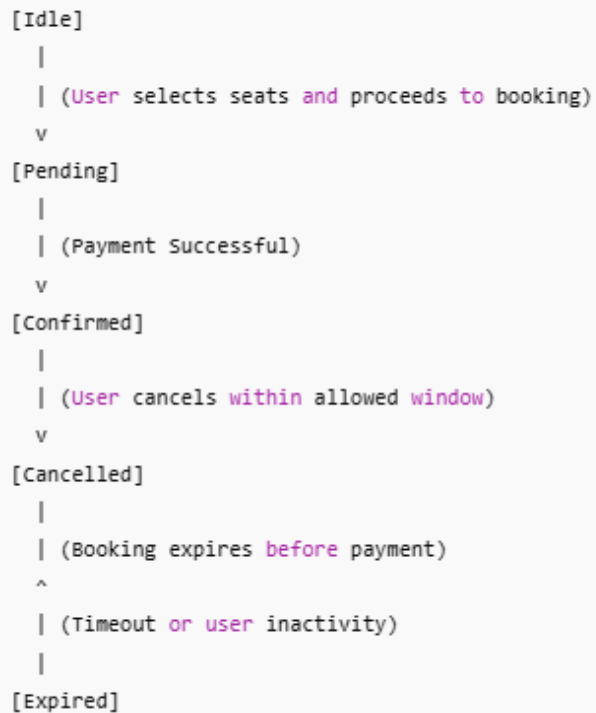 [Idle]
|
| (User selects seats and proceeds to booking)
v
[Pending]
|
| (Payment Successful)
v
[Confirmed]
|
| (User cancels within allowed window)
v
[Cancelled]
|
| (Booking expires before payment)
^
| (Timeout or user inactivity)
|
[Expired]